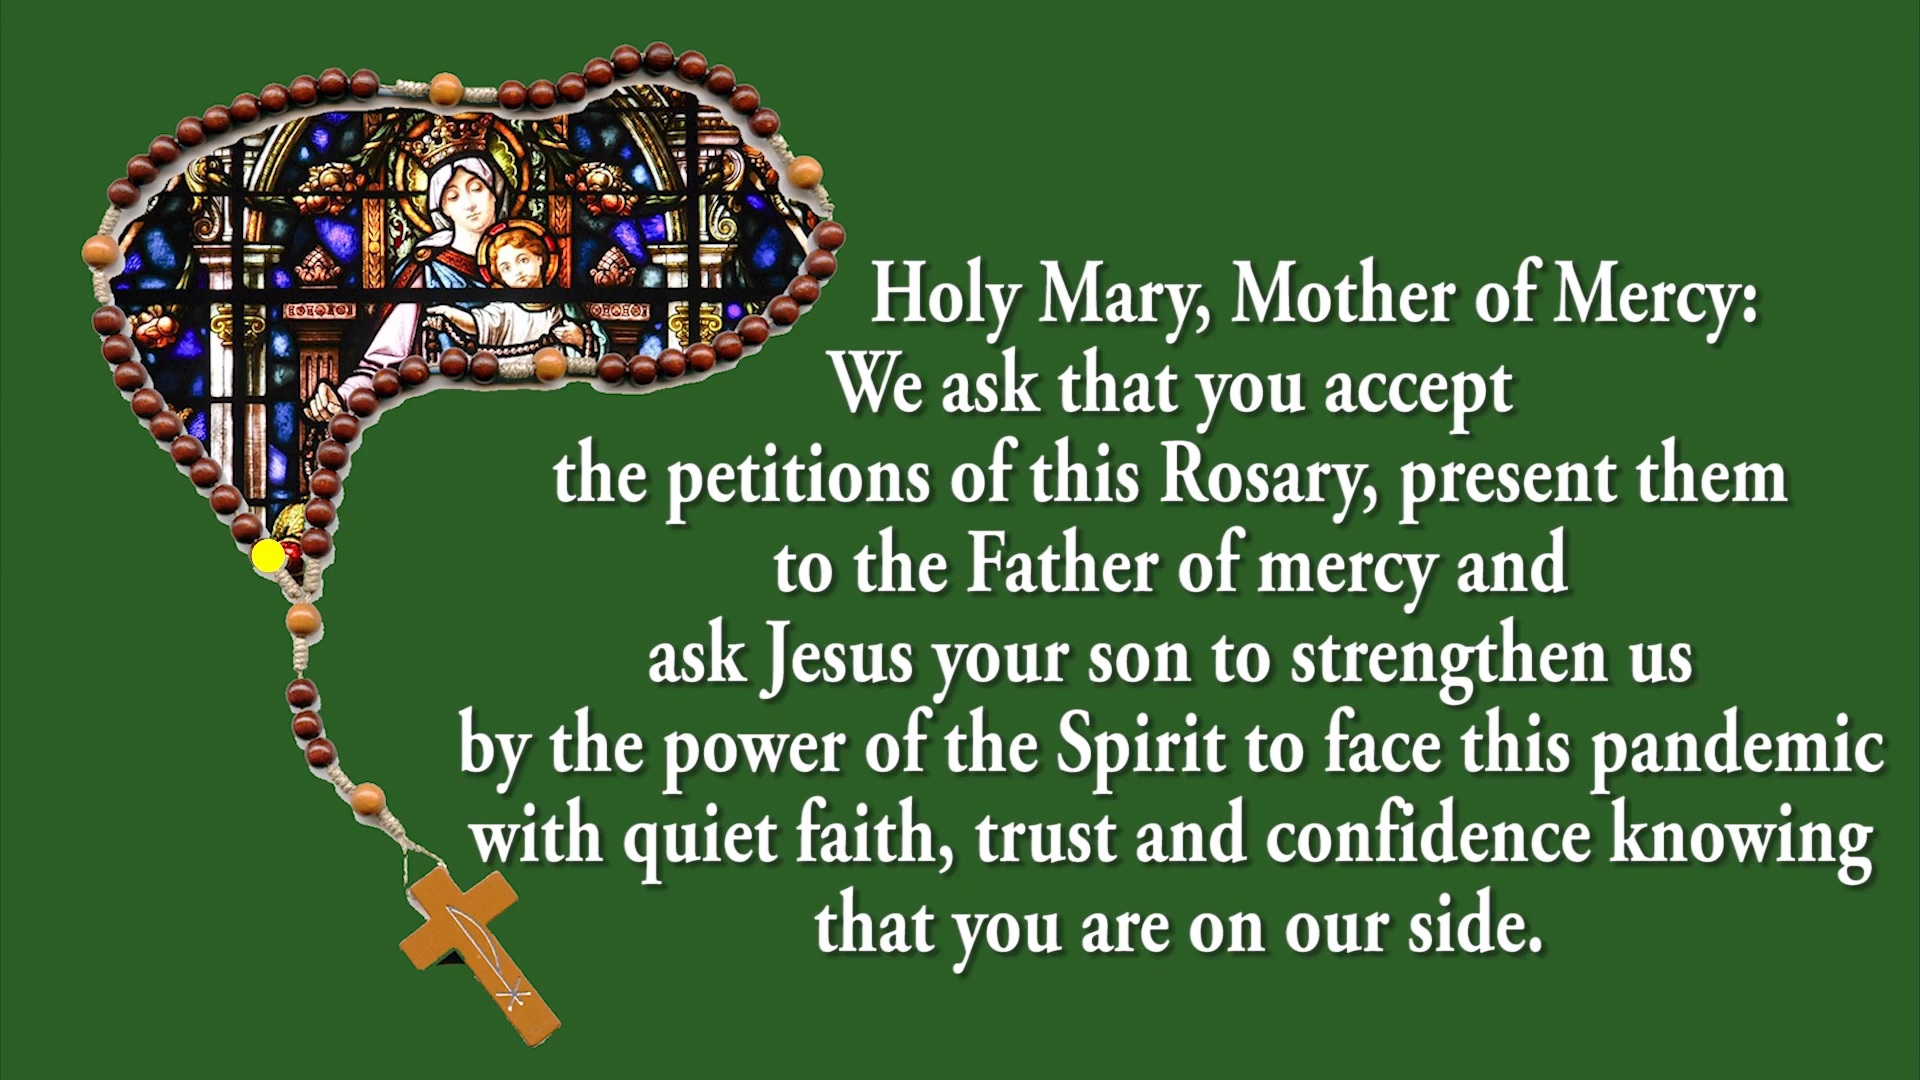 Holy Mary, Mother of Mercy:
We ask that you accept
the petitions of this Rosary, present them
to the Father of mercy and
ask Jesus your son to strengthen us
by the power of the Spirit to face this pandemic
with quiet faith, trust and confidence knowing
that you are on our side.